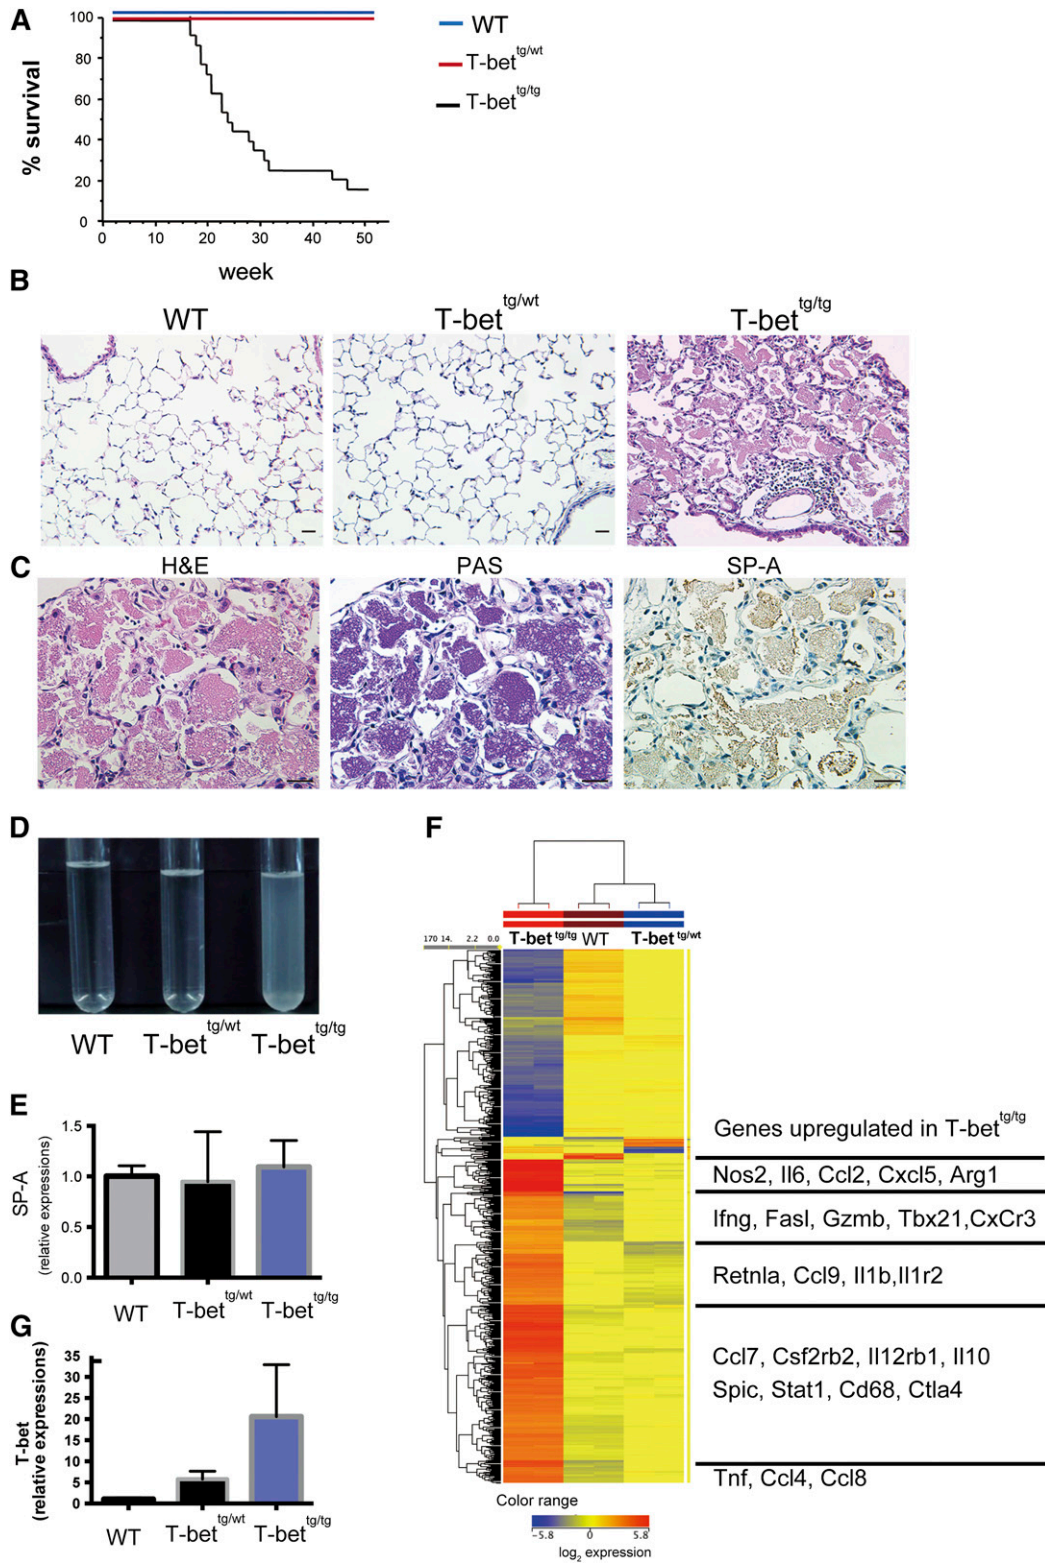 A
100
80
60
40
20
0
% survival
0 10 20 30 40 50
week
WT
T-bet tg/wt
T-bet tg/tg
B
WT T-bet tg/wt T-bet tg/tg
C
H&E PAS SP-A
D
WT T-bet tg/wt T-bet tg/tg
E
SP-A
(relative expressions)
1.5
1.0
0.5
0.0
WT T-bet tg/wt T-bet tg/tg
G
T-bet
(relative expressions)
35
30
25
20
15
10
5
0
WT T-bet tg/wt T-bet tg/tg
F
170 14. 2.2 0.0
T-bet tg/tg WT T-bet tg/wt
Genes upregulated in T-bet tg/tg
Nos2, Il6, Ccl2, Cxcl5, Arg1
Ifng, Fasl, Gzmb, Tbx21,CxCr3
Retnla, Ccl9, Il1b,Il1r2
Ccl7, Csf2rb2, Il12rb1, Il10
Spic, Stat1, Cd68, Ctla4
Tnf, Ccl4, Ccl8
Color range
−5.8 0 5.8
log2 expression